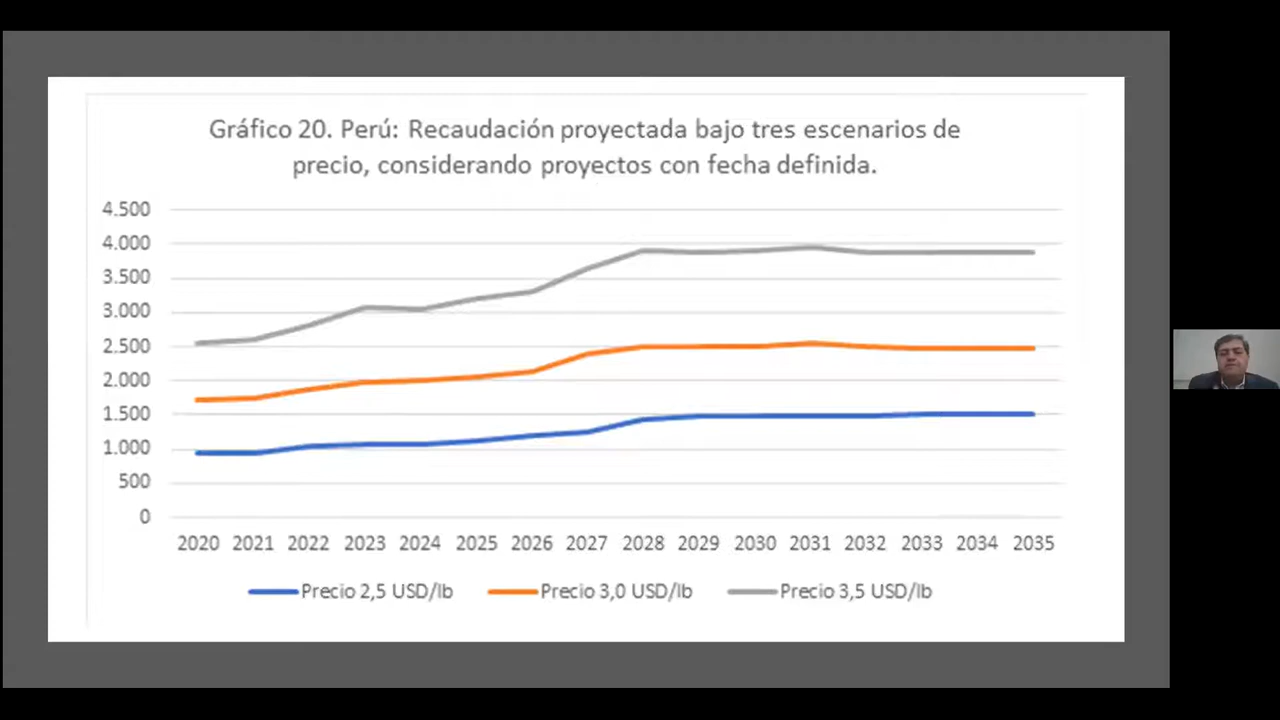 Gráfico 20. Perú: Recaudación proyectada bajo tres escenarios de
precio, considerando proyectos con fecha definida.
4.500
4.000
3.500
3.000
2.500
2.000
1.500
1.000
500
0
2020 2021 2022 2023 2024 2025 2026 2027 2028 2029 2030 2031 2032 2033 2034 2035
Precio 2,5 USD/lb Precio 3,0 USD/lb Precio 3,5 USD/lb